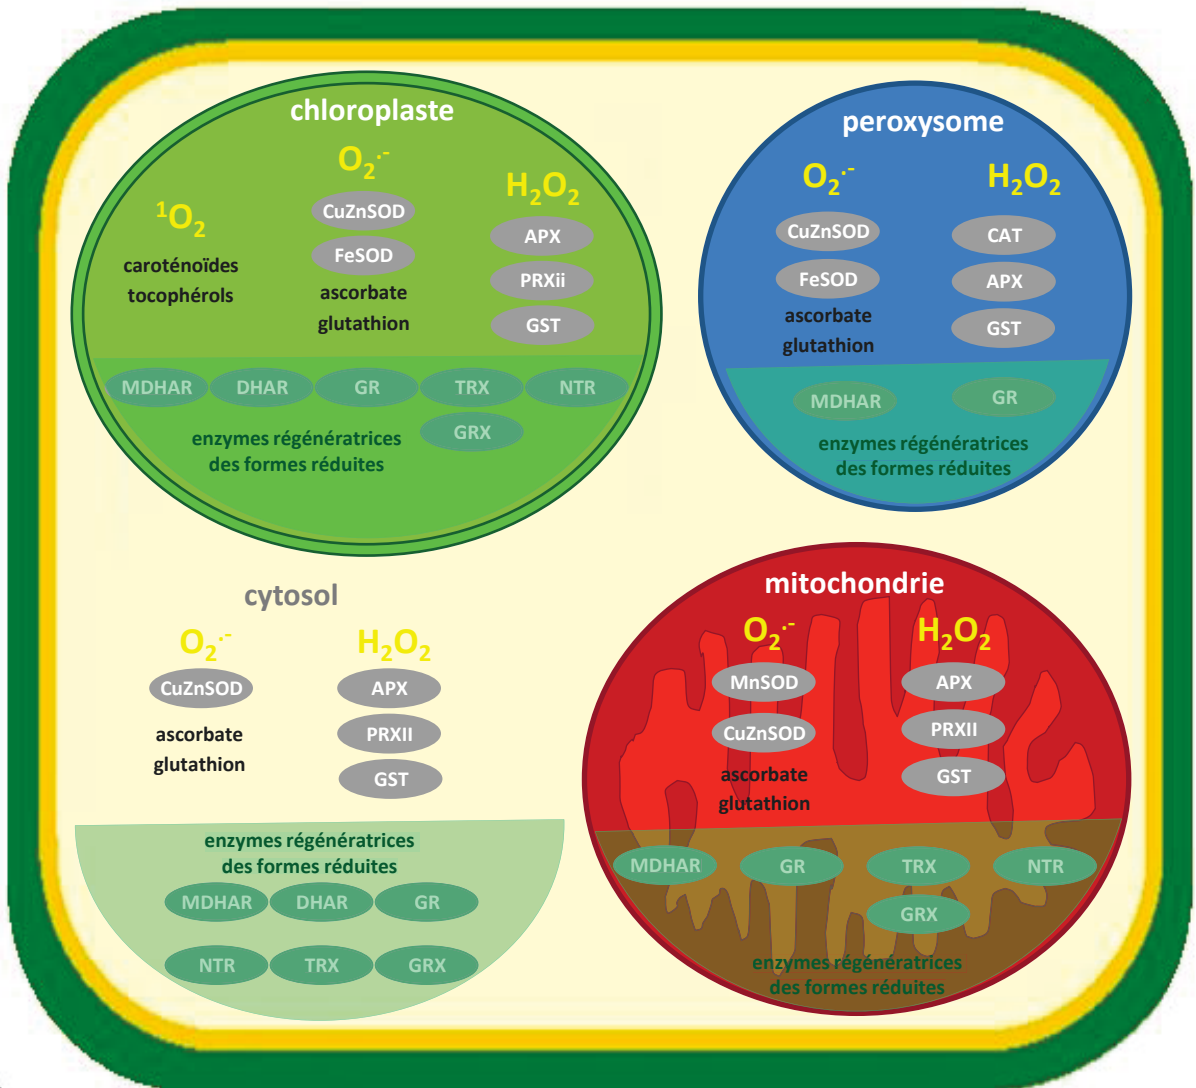 chloroplaste
¹O₂
caroténoïdes
tocophérols
O₂·⁻
CuZnSOD
FeSOD
ascorbate
glutathion
H₂O₂
APX
PRXii
GST
MDHAR
DHAR
GR
TRX
NTR
GRX
enzymes régénératrices
des formes réduites
peroxysome
O₂·⁻
CuZnSOD
FeSOD
ascorbate
glutathion
H₂O₂
CAT
APX
GST
MDHAR
GR
enzymes régénératrices
des formes réduites
cytosol
O₂·⁻
CuZnSOD
ascorbate
glutathion
H₂O₂
APX
PRXII
GST
enzymes régénératrices
des formes réduites
MDHAR
DHAR
GR
NTR
TRX
GRX
mitochondrie
O₂·⁻
MnSOD
CuZnSOD
ascorbate
glutathion
H₂O₂
APX
PRXII
GST
MDHAR
GR
TRX
NTR
GRX
enzymes régénératrices
des formes réduites